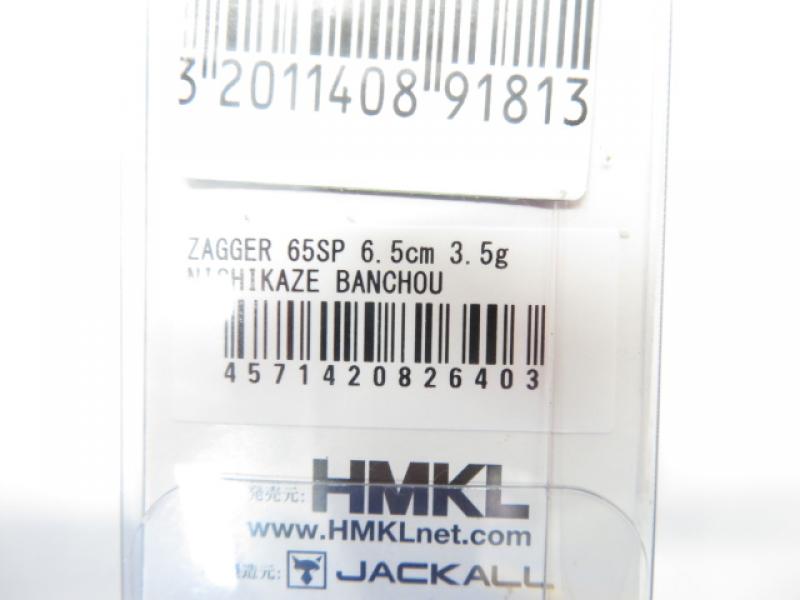 3 2011408 91813
ZAGGER 65SP 6.5cm 3.5g
NISHIKAZE BANCHOU
4571420826403
発売元: HMKL
www.HMKLnet.com
造元: JACKALL